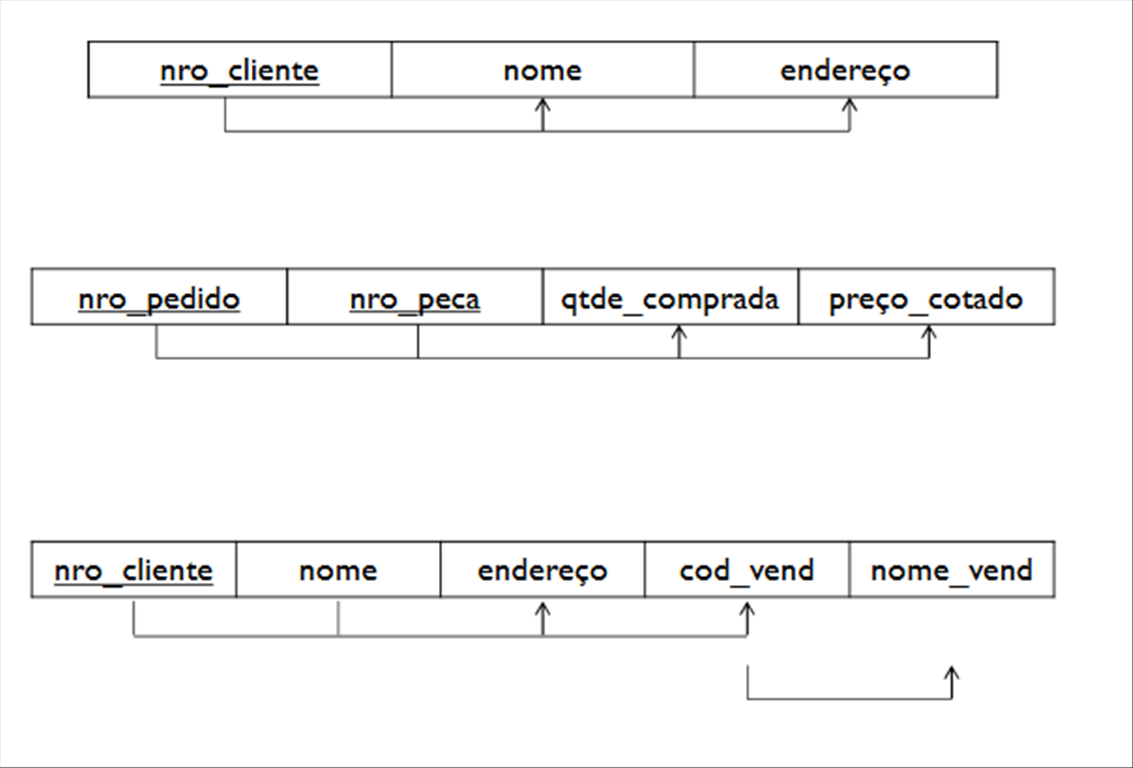 nro_cliente nome endereço
nro_pedido nro_peca qtde_comprada preço_cotado
nro_cliente nome endereço cod_vend nome_vend